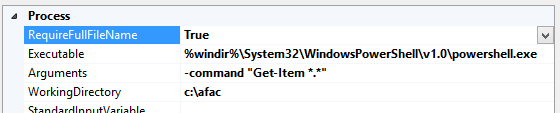 Process
RequireFullFileName True
Executable %windir%\System32\WindowsPowerShell\v1.0\powershell.exe
Arguments -command "Get-Item *.*"
WorkingDirectory c:\afac
StandardInputVariable